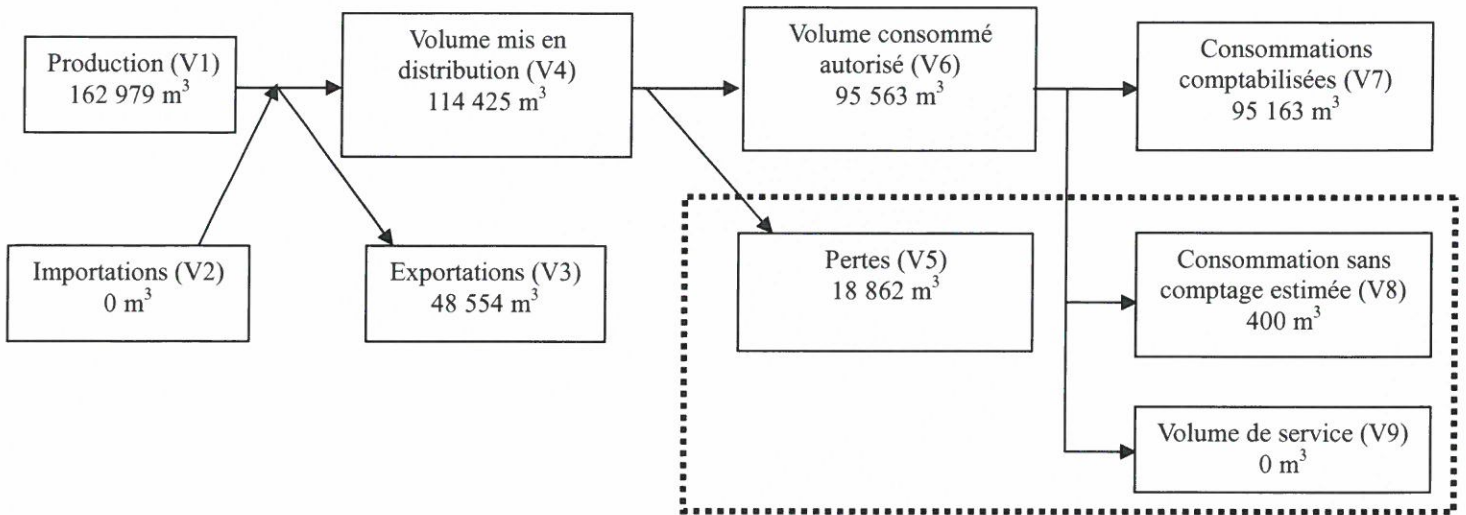 Production (V1)
162 979 m³
Volume mis en
distribution (V4)
114 425 m³
Volume consommé
autorisé (V6)
95 563 m³
Consommations
comptabilisées (V7)
95 163 m³
Importations (V2)
0 m³
Exportations (V3)
48 554 m³
Pertes (V5)
18 862 m³
Consommation sans
comptage estimée (V8)
400 m³
Volume de service (V9)
0 m³